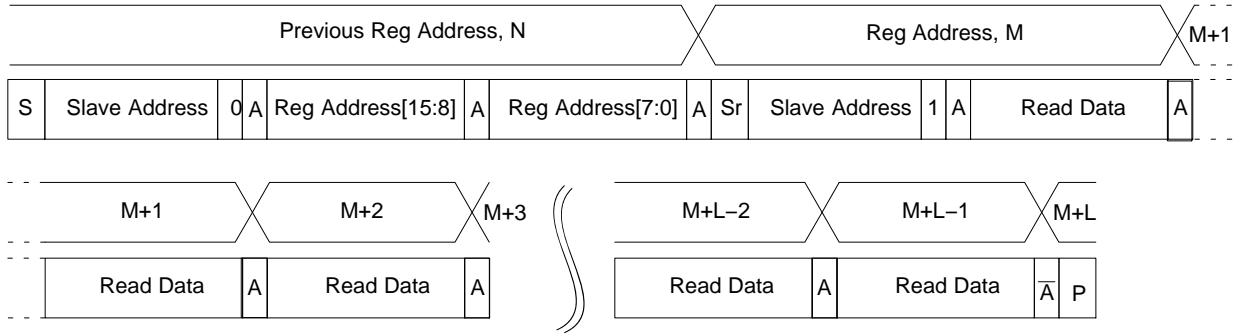 Previous Reg Address, N Reg Address, M M+1
S Slave Address 0 A Reg Address[15:8] A Reg Address[7:0] A Sr Slave Address 1 A Read Data A
M+1 M+2 M+3 M+L−2 M+L−1 M+L
Read Data A Read Data A Read Data A Read Data A̅ P